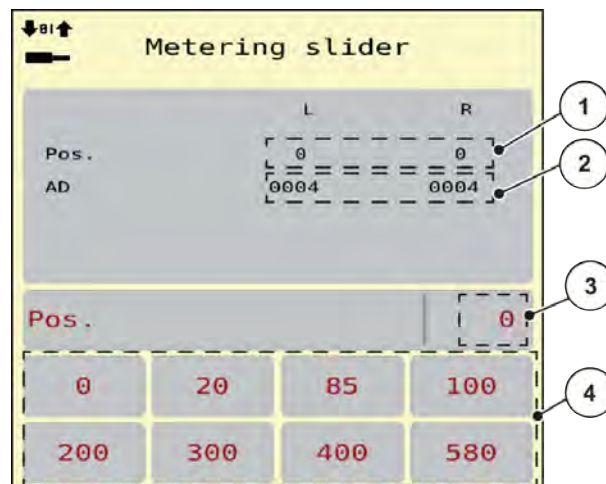 BI
Metering slider
L R
Pos. 0 0
AD 0004 0004
Pos. 0
0 20 85 100
200 300 400 580
1
2
3
4